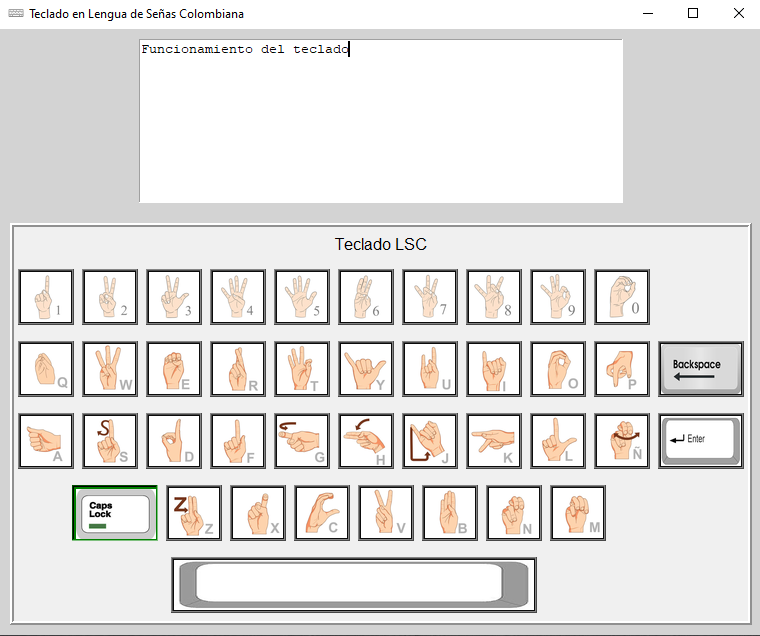 Teclado en Lengua de Señas Colombiana
Funcionamiento del teclado
Teclado LSC
1 2 3 4 5 6 7 8 9 0
Q W E R T Y U I O P Backspace
A S D F G H J K L Ñ Enter
Caps
Lock
Z X C V B N M